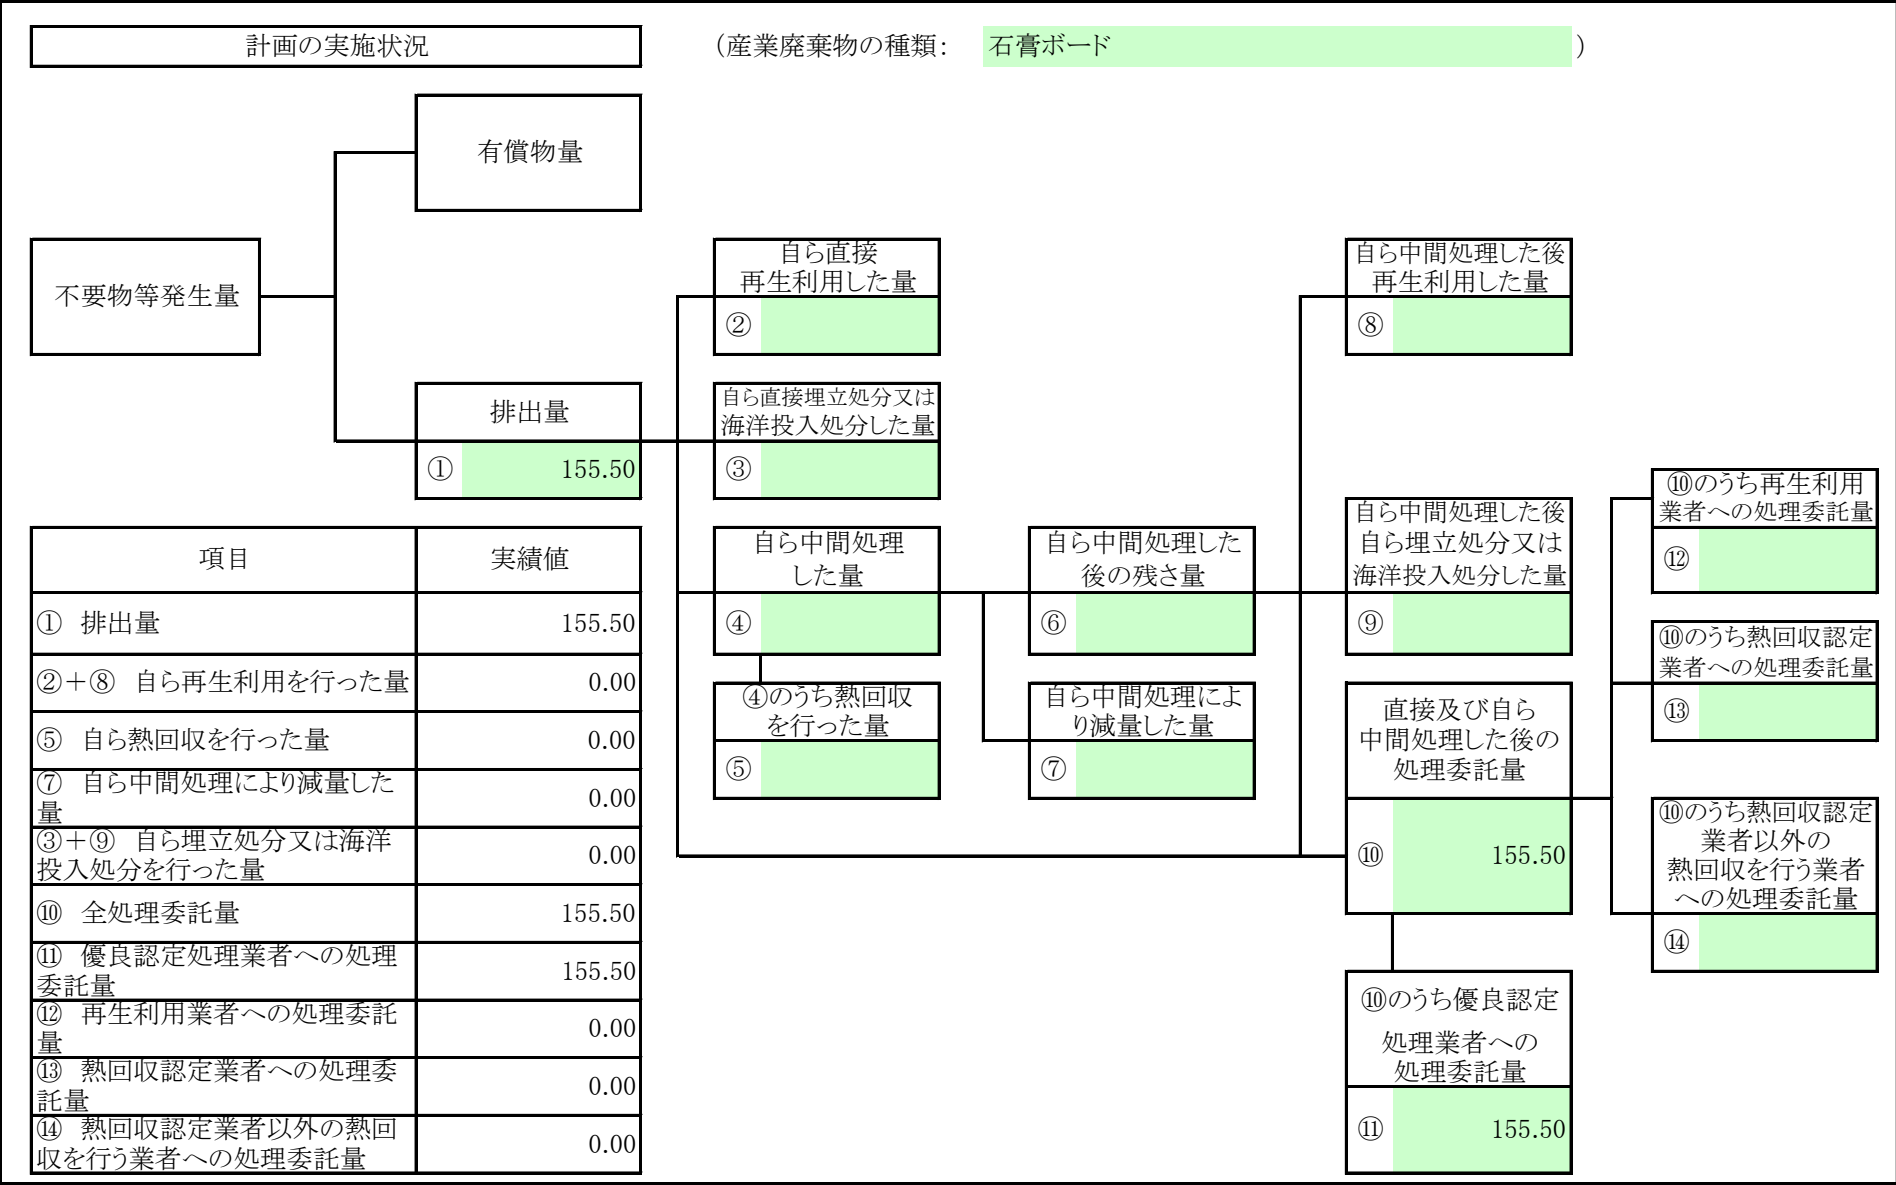 計画の実施状況
（産業廃棄物の種類： 石膏ボード ）
有償物量
不要物等発生量
排出量
① 155.50
自ら直接
再生利用した量
②
自ら直接埋立処分又は
海洋投入処分した量
③
自ら中間処理
した量
④
④のうち熱回収
を行った量
⑤
自ら中間処理した
後の残さ量
⑥
自ら中間処理によ
り減量した量
⑦
自ら中間処理した後
再生利用した量
⑧
自ら中間処理した後
自ら埋立処分又は
海洋投入処分した量
⑨
直接及び自ら
中間処理した後の
処理委託量
⑩ 155.50
⑩のうち優良認定
処理業者への
処理委託量
⑪ 155.50
⑩のうち再生利用
業者への処理委託量
⑫
⑩のうち熱回収認定
業者への処理委託量
⑬
⑩のうち熱回収認定
業者以外の
熱回収を行う業者
への処理委託量
⑭
項目 実績値
① 排出量 155.50
②＋⑧ 自ら再生利用を行った量 0.00
⑤ 自ら熱回収を行った量 0.00
⑦ 自ら中間処理により減量した
量 0.00
③＋⑨ 自ら埋立処分又は海洋
投入処分を行った量 0.00
⑩ 全処理委託量 155.50
⑪ 優良認定処理業者への処理
委託量 155.50
⑫ 再生利用業者への処理委託
量 0.00
⑬ 熱回収認定業者への処理委
託量 0.00
⑭ 熱回収認定業者以外の熱回
収を行う業者への処理委託量 0.00